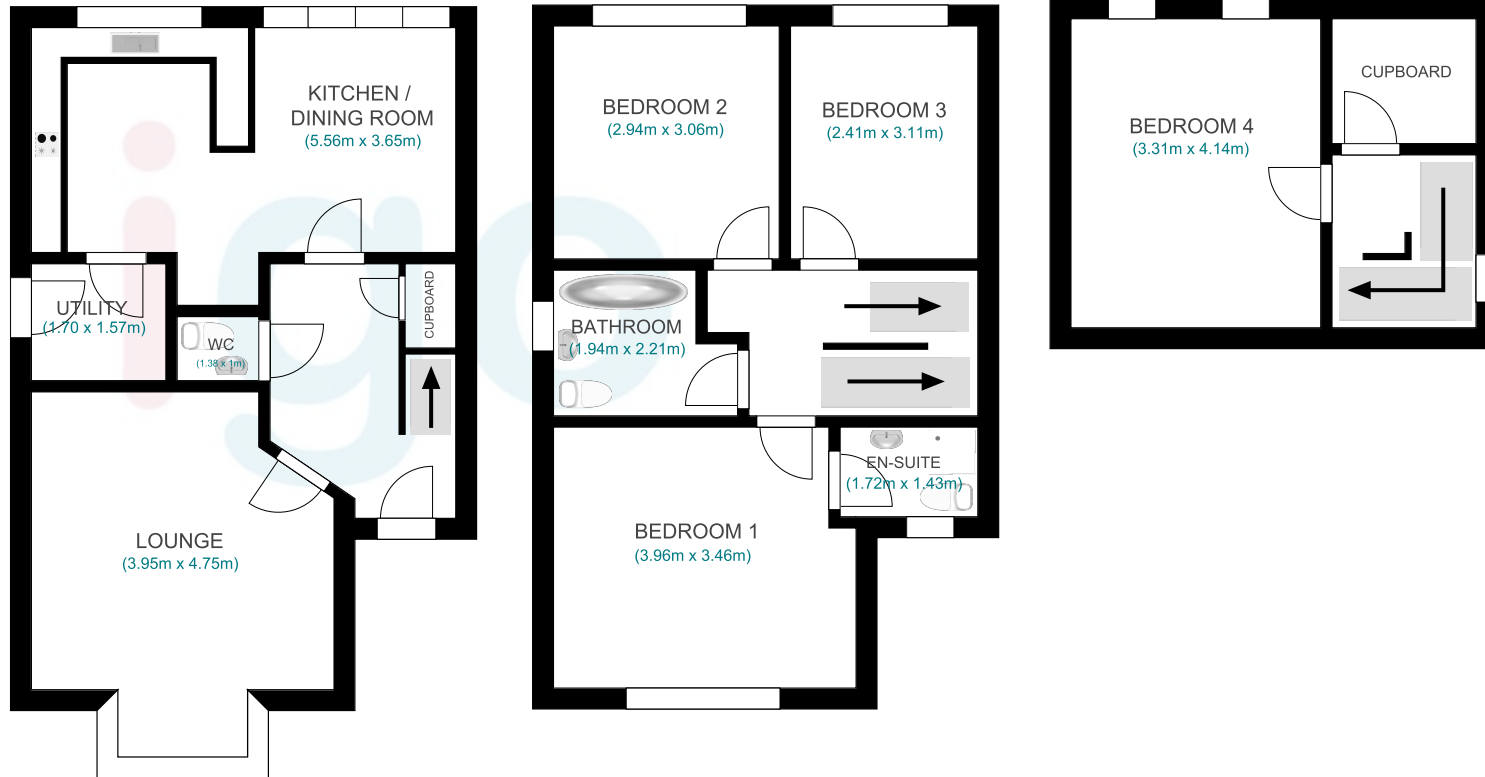 KITCHEN /
DINING ROOM
(5.56m x 3.65m)
UTILITY
(1.70 x 1.57m)
WC
(1.38 x 1m)
CUPBOARD
LOUNGE
(3.95m x 4.75m)
igo
BEDROOM 2
(2.94m x 3.06m)
BEDROOM 3
(2.41m x 3.11m)
BATHROOM
(1.94m x 2.21m)
EN-SUITE
(1.72m x 1.43m)
BEDROOM 1
(3.96m x 3.46m)
BEDROOM 4
(3.31m x 4.14m)
CUPBOARD